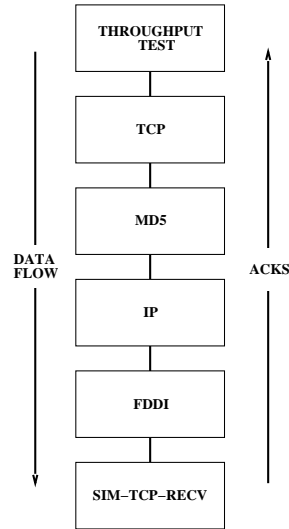 THROUGHPUT
TEST
TCP
MD5
DATA
FLOW
ACKS
IP
FDDI
SIM−TCP−RECV